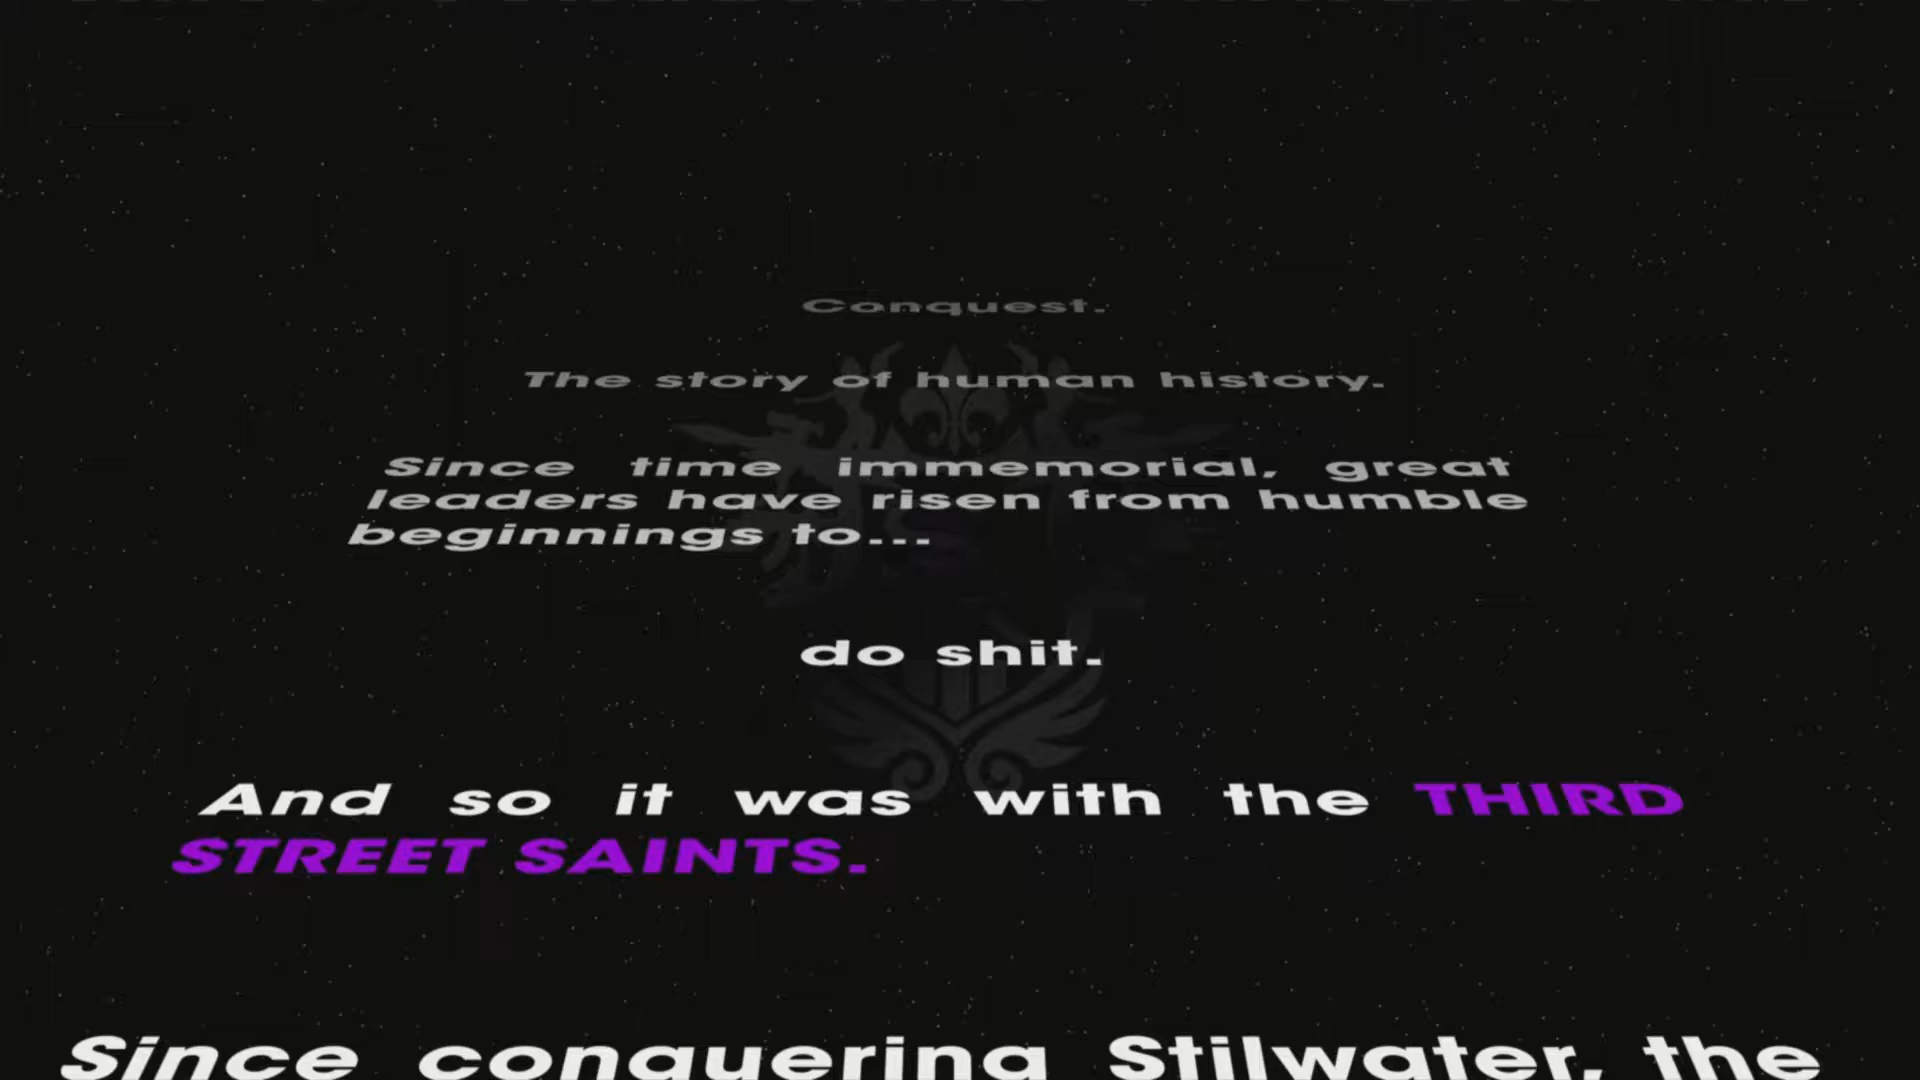 Conquest.
The story of human history.
Since time immemorial, great
leaders have risen from humble
beginnings to...
do shit.
And so it was with the THIRD
STREET SAINTS.
Since conquering Stilwater, the